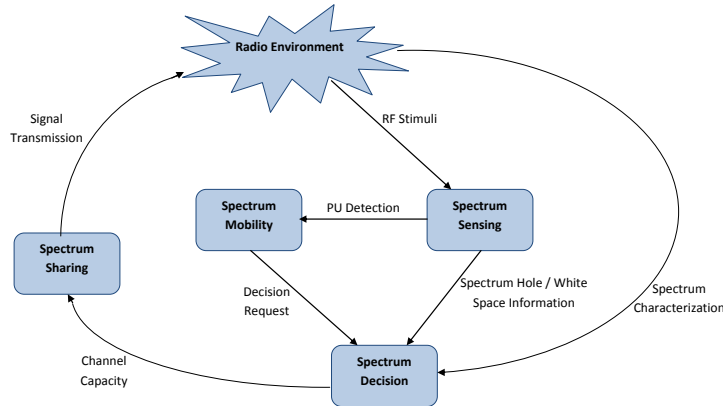 Radio Environment
Signal
Transmission
RF Stimuli
Spectrum
Mobility
PU Detection
Spectrum
Sensing
Spectrum
Sharing
Decision
Request
Spectrum Hole / White
Space Information
Spectrum
Characterization
Channel
Capacity
Spectrum
Decision